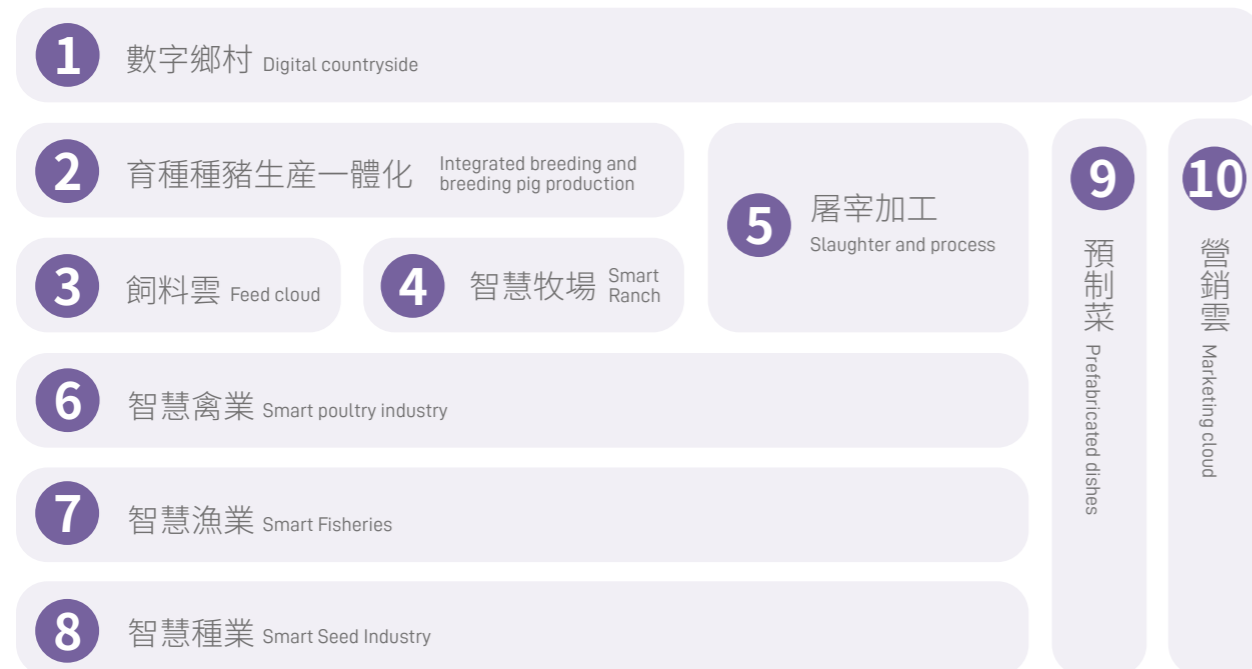 1 數字鄉村 Digital countryside
2 育種種豬生産一體化 Integrated breeding and
breeding pig production
3 飼料雲 Feed cloud
4 智慧牧場 Smart
Ranch
5 屠宰加工
Slaughter and process
6 智慧禽業 Smart poultry industry
7 智慧漁業 Smart Fisheries
8 智慧種業 Smart Seed Industry
9
預制菜 Prefabricated dishes
10
營銷雲 Marketing cloud